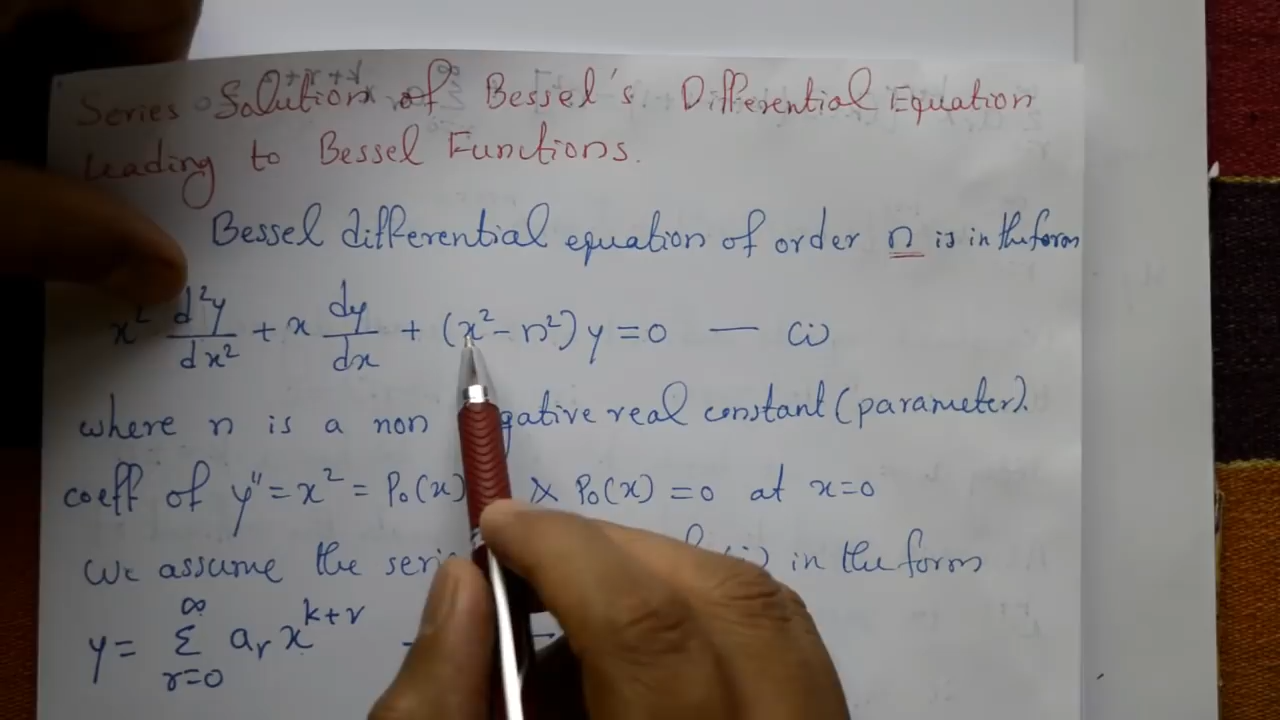 Series Solution of Bessel's Differential Equation
Leading to Bessel Functions.
Bessel differential equation of order n is in the form
x² d²y/dx² + x dy/dx + (x² - n²) y = 0 — (i)
where n is a non gative real constant (parameter).
coeff of y'' = x² = P₀(x) & P₀(x) = 0 at x=0
We assume the seri (i) in the form
y = Σ_{r=0}^{∞} a_r x^{k+r}